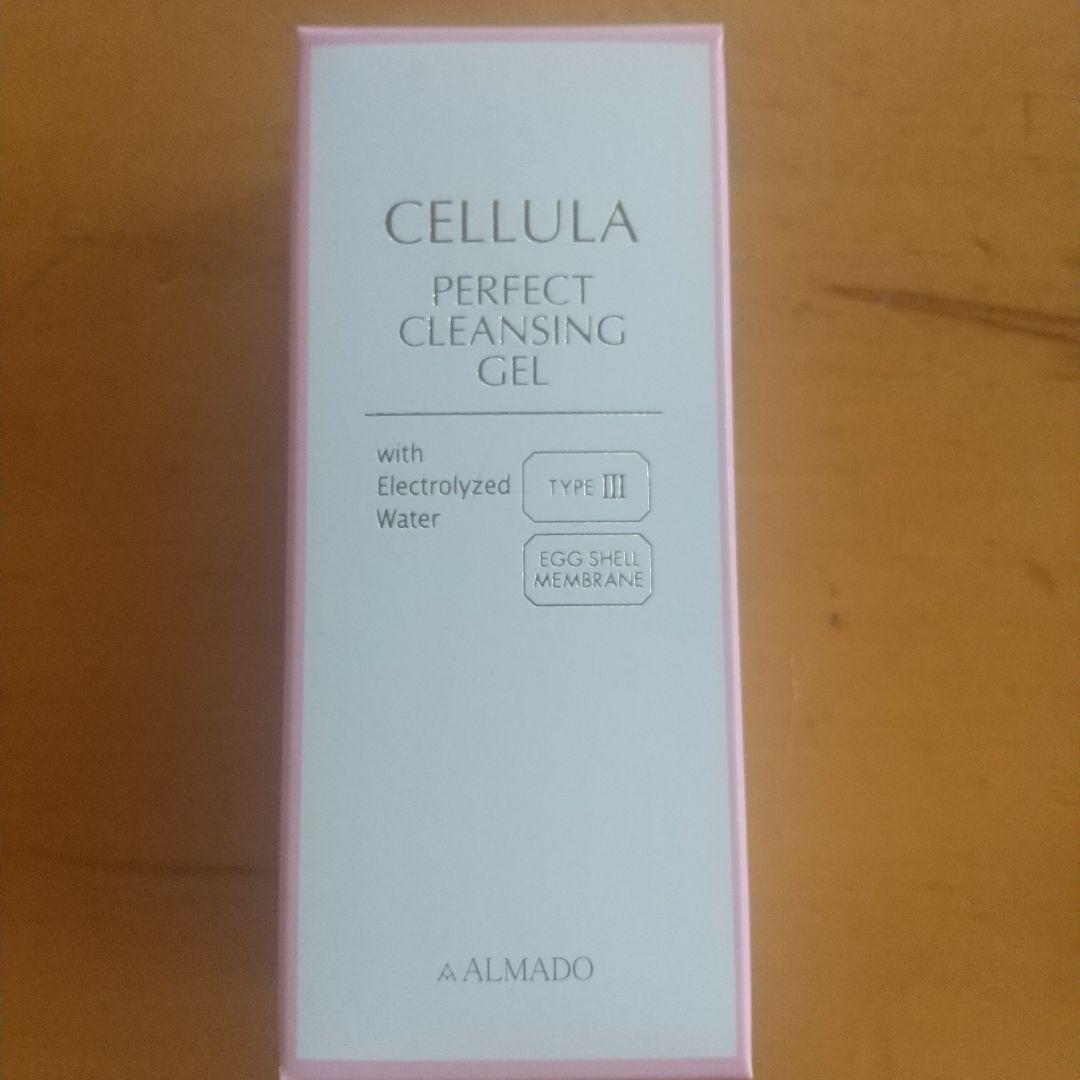 CELLULA
PERFECT
CLEANSING
GEL
with
Electrolyzed
Water
TYPE III
EGG SHELL
MEMBRANE
ALMADO